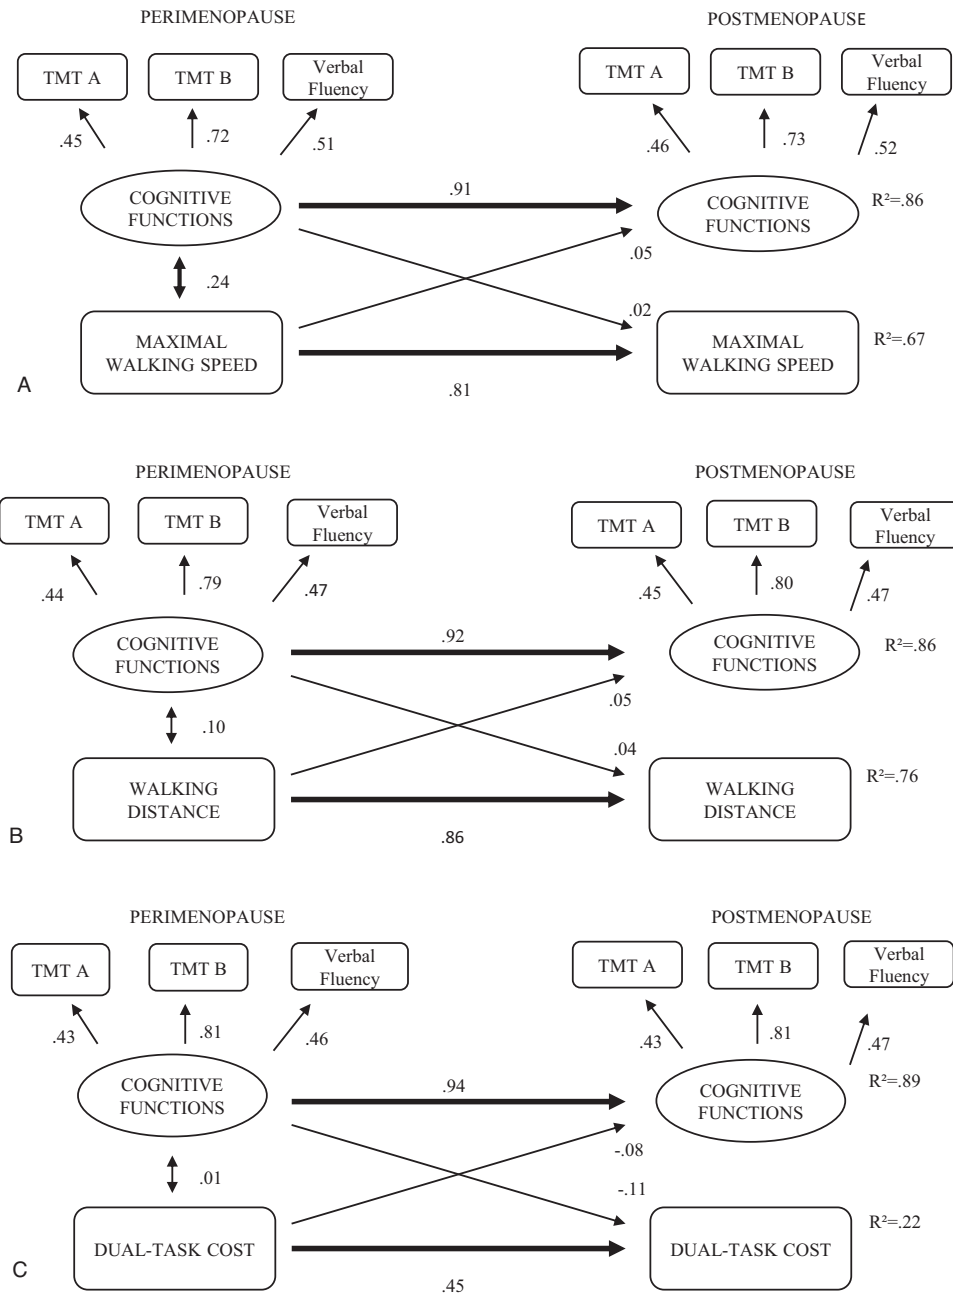 PERIMENOPAUSE
POSTMENOPAUSE
TMT A
TMT B
Verbal
Fluency
TMT A
TMT B
Verbal
Fluency
.45
.72
.51
.46
.73
.52
COGNITIVE
FUNCTIONS
.91
COGNITIVE
FUNCTIONS
R²=.86
.05
.24
.02
MAXIMAL
WALKING SPEED
MAXIMAL
WALKING SPEED
R²=.67
.81
A
PERIMENOPAUSE
POSTMENOPAUSE
TMT A
TMT B
Verbal
Fluency
TMT A
TMT B
Verbal
Fluency
.44
.79
.47
.45
.80
.47
COGNITIVE
FUNCTIONS
.92
COGNITIVE
FUNCTIONS
R²=.86
.05
.10
.04
WALKING
DISTANCE
WALKING
DISTANCE
R²=.76
.86
B
PERIMENOPAUSE
POSTMENOPAUSE
TMT A
TMT B
Verbal
Fluency
TMT A
TMT B
Verbal
Fluency
.43
.81
.46
.43
.81
.47
COGNITIVE
FUNCTIONS
.94
COGNITIVE
FUNCTIONS
R²=.89
-.08
.01
-.11
DUAL-TASK COST
DUAL-TASK COST
R²=.22
.45
C